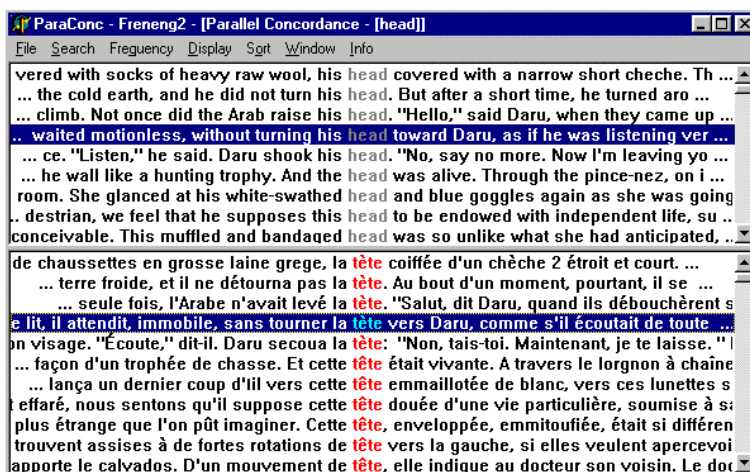 ParaConc - Freneng2 - [Parallel Concordance - [head]]
File Search Frequency Display Sort Window Info
vered with socks of heavy raw wool, his head covered with a narrow short cheche. Th ...
... the cold earth, and he did not turn his head. But after a short time, he turned aro ...
... climb. Not once did the Arab raise his head. "Hello," said Daru, when they came up ...
.. waited motionless, without turning his head toward Daru, as if he was listening ver ...
... ce. "Listen," he said. Daru shook his head. "No, say no more. Now I'm leaving yo ...
... he wall like a hunting trophy. And the head was alive. Through the pince-nez, on i ...
room. She glanced at his white-swathed head and blue goggles again as she was going
.. destrian, we feel that he supposes this head to be endowed with independent life, su ..
conceivable. This muffled and bandaged head was so unlike what she had anticipated, ..
de chaussettes en grosse laine grege, la tète coiffée d'un chèche 2 étroit et court. ...
... terre froide, et il ne détourna pas la tète. Au bout d'un moment, pourtant, il se ...
... seule fois, l'Arabe n'avait levé la tète. "Salut, dit Daru, quand ils débouchèrent s
e lit, il attendit, immobile, sans tourner la tète vers Daru, comme s'il écoutait de toute ...
on visage. "Écoute," dit-il. Daru secoua la tète: "Non, tais-toi. Maintenant, je te laisse. "
... façon d'un trophée de chasse. Et cette tête était vivante. A travers le lorgnon à chaîne
... lança un dernier coup d'lil vers cette tête emmaillotée de blanc, vers ces lunettes s
t effaré, nous sentons qu'il suppose cette tête douée d'une vie particulière, soumise à sa
plus étrange que l'on pût imaginer. Cette tête, enveloppée, emmitouflée, était si différen
trouvent assises à de fortes rotations de tête vers la gauche, si elles veulent apercevoi
apporte le calvados. D'un mouvement de tête, elle indique au docteur son voisin. Le doc